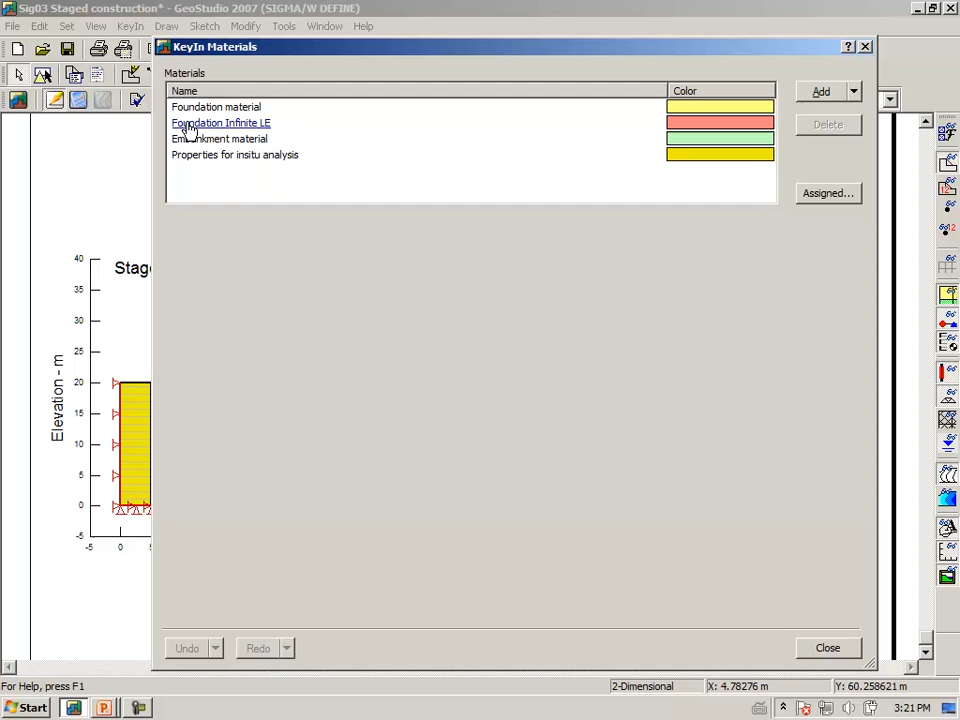 Sig03 Staged construction* - GeoStudio 2007 (SIGMA/W DEFINE)
File Edit Set View KeyIn Draw Sketch Modify Tools Window Help
KeyIn Materials
Materials
Name Color
Foundation material
Foundation Infinite LE
Embankment material
Properties for insitu analysis
Add
Delete
Assigned...
Stag
40
35
30
25
20
15
10
5
0
-5
-5 0
Elevation - m
Undo Redo Close
For Help, press F1 2-Dimensional X: 4.78276 m Y: 60.258621 m
Start 3:21 PM